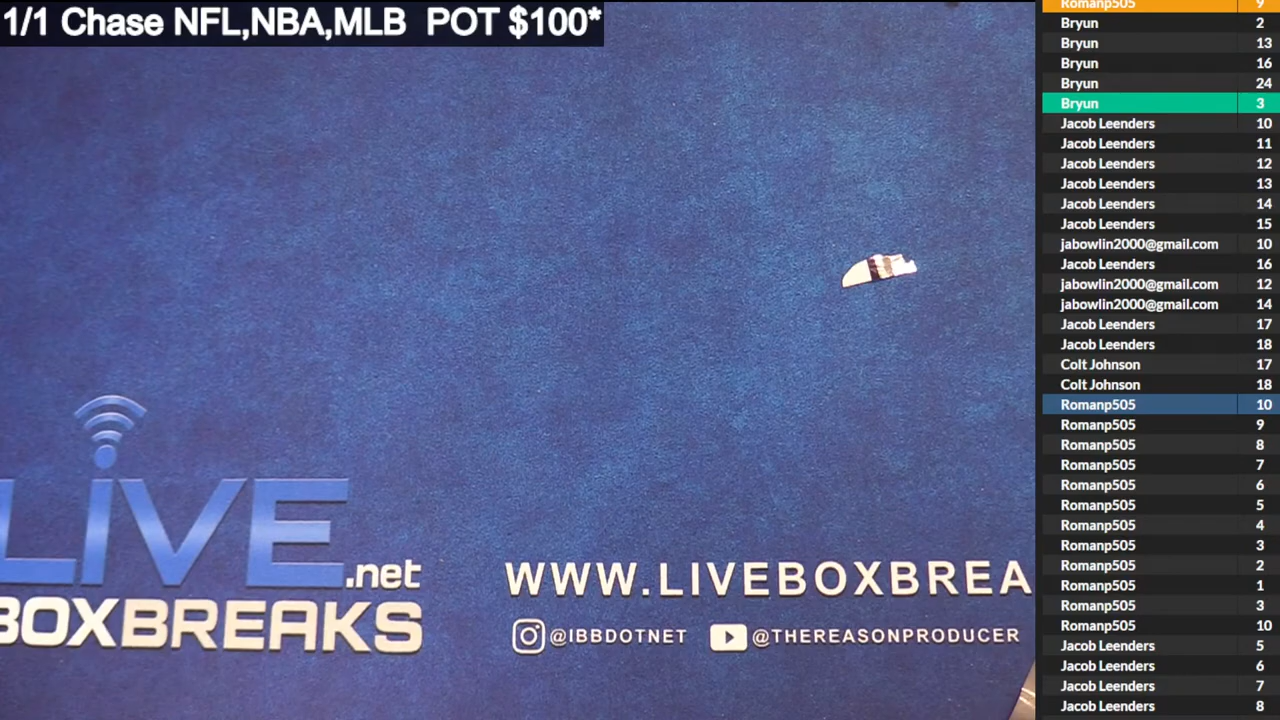 1/1 Chase NFL,NBA,MLB POT $100*
LIVE.net
BOXBREAKS
WWW.LIVEBOXBREA
@IBBDOTNET @THEREASONPRODUCER
Romanp505 9
Bryun 2
Bryun 13
Bryun 16
Bryun 24
Bryun 3
Jacob Leenders 10
Jacob Leenders 11
Jacob Leenders 12
Jacob Leenders 13
Jacob Leenders 14
Jacob Leenders 15
jabowlin2000@gmail.com 10
Jacob Leenders 16
jabowlin2000@gmail.com 12
jabowlin2000@gmail.com 14
Jacob Leenders 17
Jacob Leenders 18
Colt Johnson 17
Colt Johnson 18
Romanp505 10
Romanp505 9
Romanp505 8
Romanp505 7
Romanp505 6
Romanp505 5
Romanp505 4
Romanp505 3
Romanp505 2
Romanp505 1
Romanp505 3
Romanp505 10
Jacob Leenders 5
Jacob Leenders 6
Jacob Leenders 7
Jacob Leenders 8